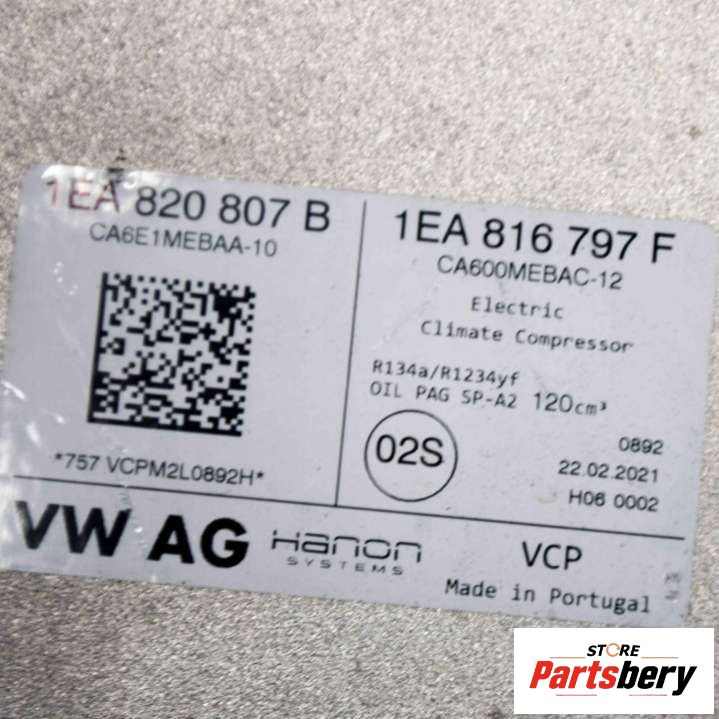 1EA 820 807 B
CA6E1MEBAA-10
*757 VCPM2L0892H*
1EA 816 797 F
CA600MEBAC-12
Electric
Climate Compressor
R134a/R1234yf
OIL PAG SP-A2 120cm³
02S
0892
22.02.2021
H06 0002
VW AG
Hanon
SYSTEMS
VCP
Made in Portugal
STORE
Partsbery